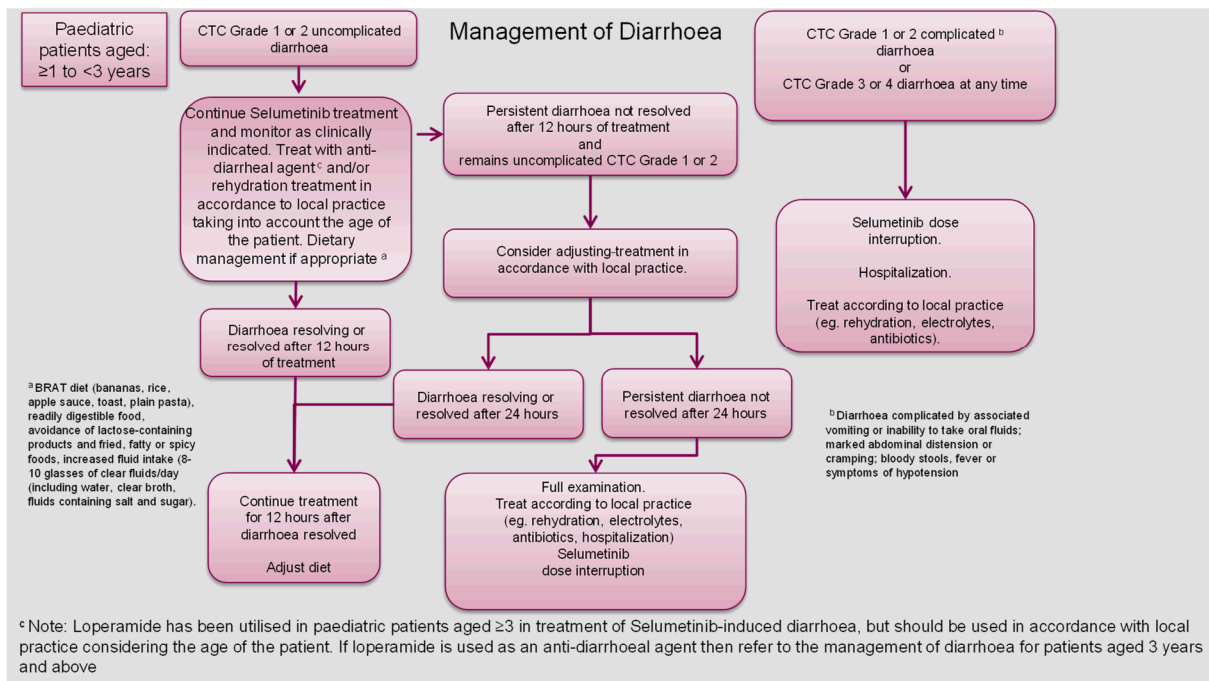 Paediatric
patients aged:
≥1 to <3 years
CTC Grade 1 or 2 uncomplicated
diarrhoea
Management of Diarrhoea
CTC Grade 1 or 2 complicated b
diarrhoea
or
CTC Grade 3 or 4 diarrhoea at any time
Continue Selumetinib treatment
and monitor as clinically
indicated. Treat with anti-
diarrheal agent c and/or
rehydration treatment in
accordance to local practice
taking into account the age of
the patient. Dietary
management if appropriate a
Persistent diarrhoea not resolved
after 12 hours of treatment
and
remains uncomplicated CTC Grade 1 or 2
Selumetinib dose
interruption.
Hospitalization.
Treat according to local practice
(eg. rehydration, electrolytes,
antibiotics).
Consider adjusting-treatment in
accordance with local practice.
Diarrhoea resolving or
resolved after 12 hours
of treatment
Diarrhoea resolving or
resolved after 24 hours
Persistent diarrhoea not
resolved after 24 hours
a BRAT diet (bananas, rice,
apple sauce, toast, plain pasta),
readily digestible food,
avoidance of lactose-containing
products and fried, fatty or spicy
foods, increased fluid intake (8-
10 glasses of clear fluids/day
(including water, clear broth,
fluids containing salt and sugar).
b Diarrhoea complicated by associated
vomiting or inability to take oral fluids;
marked abdominal distension or
cramping; bloody stools, fever or
symptoms of hypotension
Continue treatment
for 12 hours after
diarrhoea resolved
Adjust diet
Full examination.
Treat according to local practice
(eg. rehydration, electrolytes,
antibiotics, hospitalization)
Selumetinib
dose interruption
c Note: Loperamide has been utilised in paediatric patients aged ≥3 in treatment of Selumetinib-induced diarrhoea, but should be used in accordance with local
practice considering the age of the patient. If loperamide is used as an anti-diarrhoeal agent then refer to the management of diarrhoea for patients aged 3 years
and above